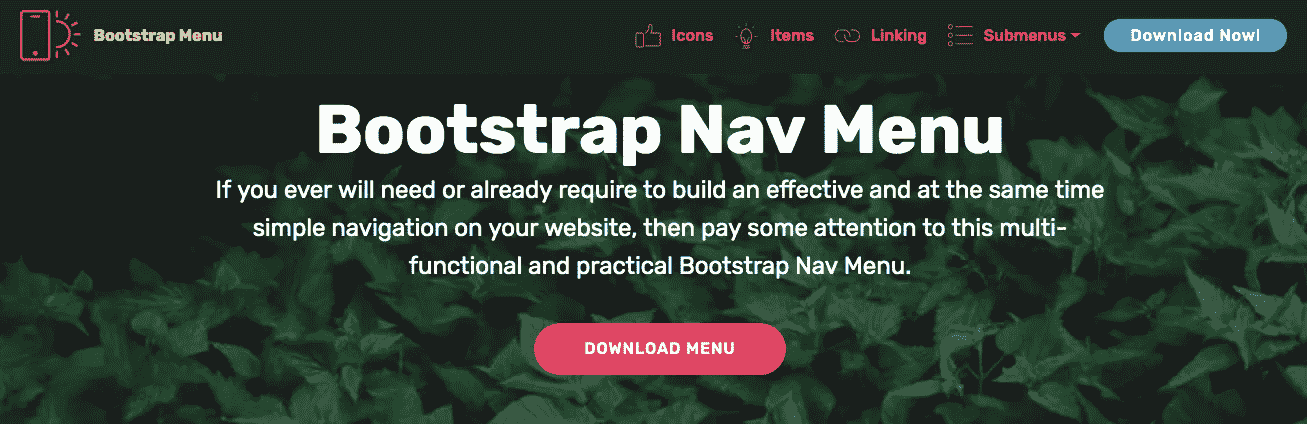 Bootstrap Menu Icons Items Linking Submenus Download Now!
Bootstrap Nav Menu
If you ever will need or already require to build an effective and at the same time
simple navigation on your website, then pay some attention to this multi-
functional and practical Bootstrap Nav Menu.
DOWNLOAD MENU